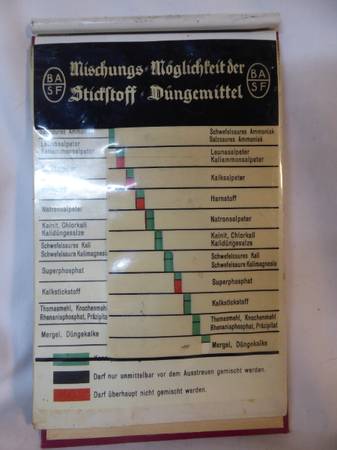 BASF
Mischungs-Möglichkeit der
Stickstoff-Düngemittel
BASF
Schwefelsaures Ammoniak
Salzsaures Ammoniak
Leunasalpeter
Kaliammonsalpeter
Kalksalpeter
Harnstoff
Natronsalpeter
Kainit, Chlorkali
Kalidüngesalze
Schwefelsaures Kali
Schwefelsaure Kalimagnesia
Superphosphat
Kalkstickstoff
Thomasmehl, Knochenmehl
Rhenaniaphosphat, Präzipitat
Mergel, Düngekalke
saures Ammoniak
Leunasalpeter
Kaliammonsalpeter
Natronsalpeter
Kainit, Chlorkali
Kalidüngesalze
Schwefelsaures Kali
Schwefelsaure Kalimagnesia
Superphosphat
Kalkstickstoff
Thomasmehl, Knochenmehl
Rhenaniaphosphat, Präzipitat
Mergel, Düngekalke
Darf nur unmittelbar vor dem Ausstreuen gemischt werden.
Darf überhaupt nicht gemischt werden.